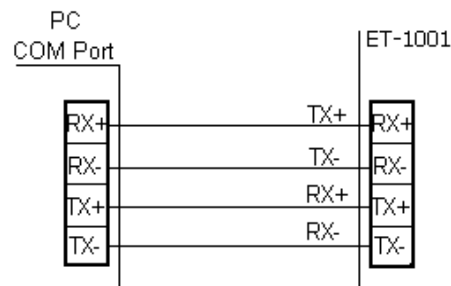 PC
COM Port
ET-1001
RX+ TX+ RX+
RX- TX- RX-
TX+ RX+ TX+
TX- RX- TX-